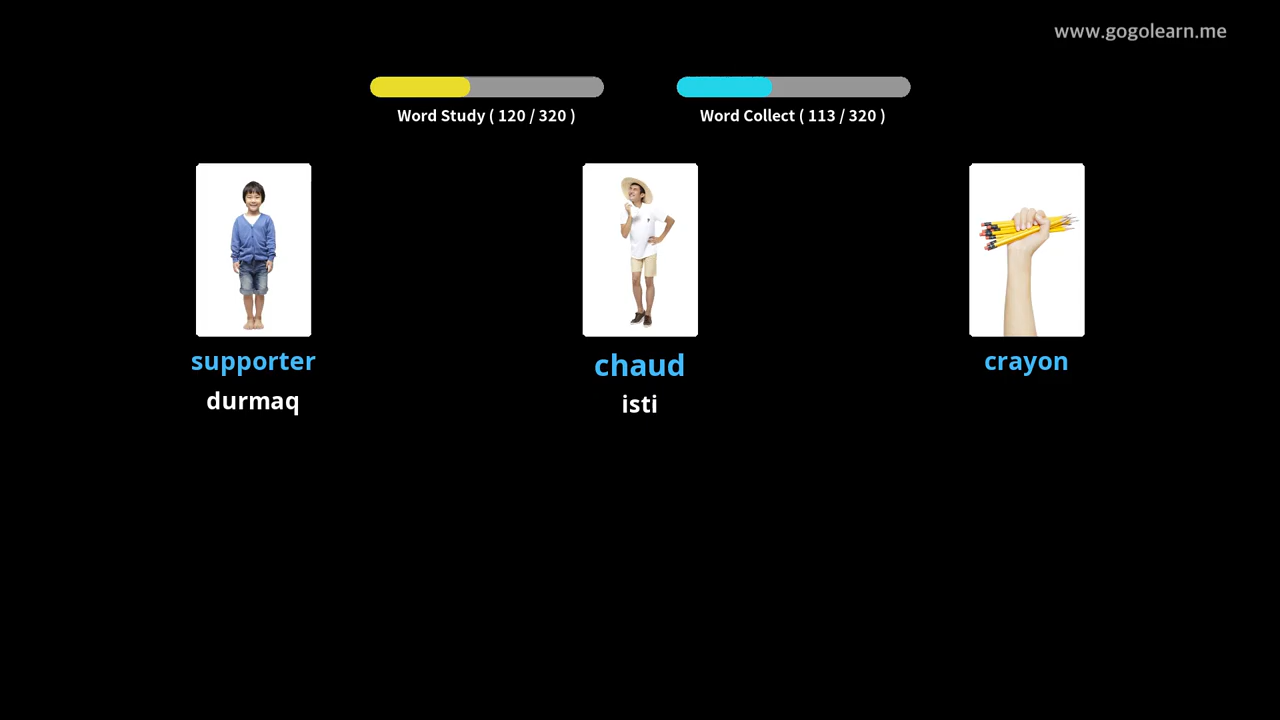 www.gogolearn.me
Word Study ( 120 / 320 )
Word Collect ( 113 / 320 )
supporter
durmaq
chaud
isti
crayon